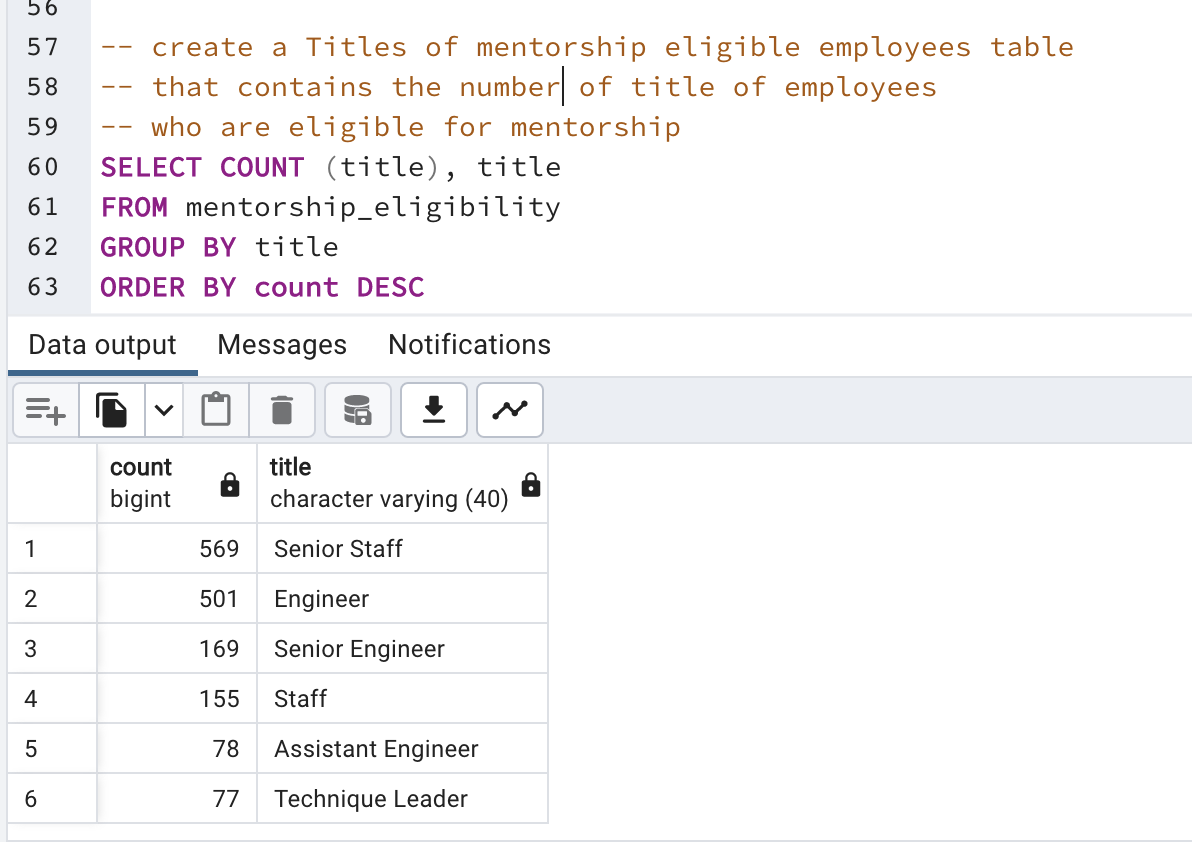 56
57 -- create a Titles of mentorship eligible employees table
58 -- that contains the number of title of employees
59 -- who are eligible for mentorship
60 SELECT COUNT (title), title
61 FROM mentorship_eligibility
62 GROUP BY title
63 ORDER BY count DESC
Data output Messages Notifications
count title
bigint character varying (40)
1 569 Senior Staff
2 501 Engineer
3 169 Senior Engineer
4 155 Staff
5 78 Assistant Engineer
6 77 Technique Leader